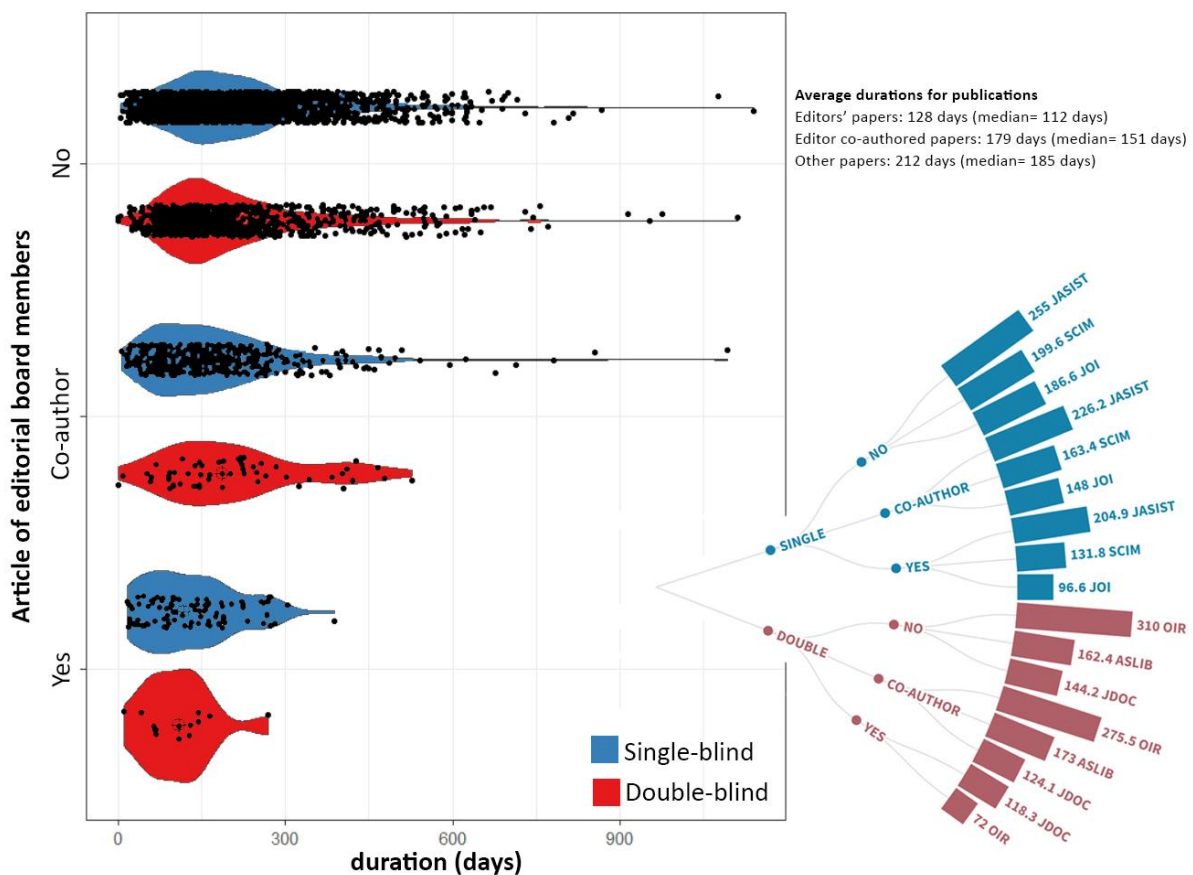 Article of editorial board members
No
Co-author
Yes
0
300
600
900
duration (days)
Single-blind
Double-blind
Average durations for publications
Editors' papers: 128 days (median= 112 days)
Editor co-authored papers: 179 days (median= 151 days)
Other papers: 212 days (median= 185 days)
SINGLE
NO
255 JASIST
199.6 SCIM
186.6 JOI
CO-AUTHOR
226.2 JASIST
163.4 SCIM
148 JOI
YES
204.9 JASIST
131.8 SCIM
96.6 JOI
DOUBLE
NO
310 OIR
162.4 ASLIB
144.2 JDOC
CO-AUTHOR
275.5 OIR
173 ASLIB
124.1 JDOC
YES
118.3 JDOC
72 OIR